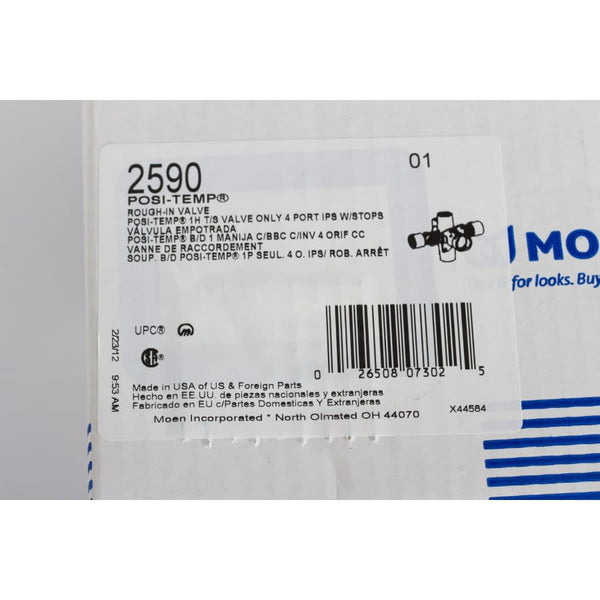 2590
01
POSI-TEMP®
ROUGH-IN VALVE
POSI-TEMP® 1H T/S VALVE ONLY 4 PORT IPS W/STOPS
VÁLVULA EMPOTRADA
POSI-TEMP® B/D 1 MANIJA C/BBC C/INV 4 ORIF CC
VANNE DE RACCORDEMENT
SOUP. B/D POSI-TEMP® 1P SEUL. 4 O. IPS/ ROB. ARRÊT
MO
for looks. Buy
UPC®
2/23/12 9:53 AM
0 26508 07302 5
Made in USA of US & Foreign Parts
Hecho en EE.UU. de piezas nacionales y extranjeras
Fabricado en EU c/Partes Domesticas Y Extranjeras
Moen Incorporated * North Olmsted OH 44070
X44584